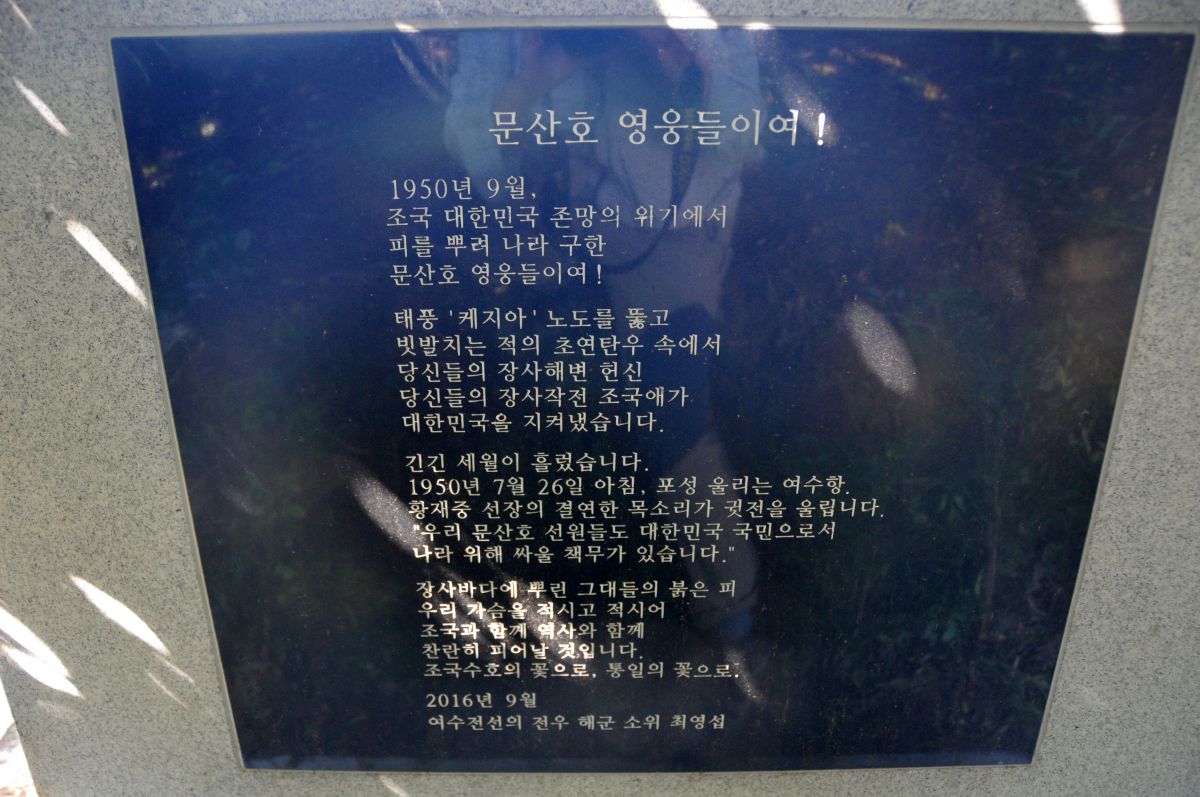 문산호 영웅들이여!
1950년 9월,
조국 대한민국 존망의 위기에서
피를 뿌려 나라 구한
문산호 영웅들이여!
태풍 '케지아' 노도를 뚫고
빗발치는 적의 초연탄우 속에서
당신들의 장사해변 헌신
당신들의 장사작전 조국애가
대한민국을 지켜냈습니다.
긴긴 세월이 흘렀습니다.
1950년 7월 26일 아침, 포성 울리는 여수항.
황재중 선장의 결연한 목소리가 귓전을 울립니다.
"우리 문산호 선원들도 대한민국 국민으로서
나라 위해 싸울 책무가 있습니다."
장사바다에 뿌린 그대들의 붉은 피
우리 가슴을 적시고 적시어
조국과 함께 역사와 함께
찬란히 피어날 것입니다.
조국수호의 꽃으로, 통일의 꽃으로.
2016년 9월
여수전선의 전우 해군 소위 최영섭